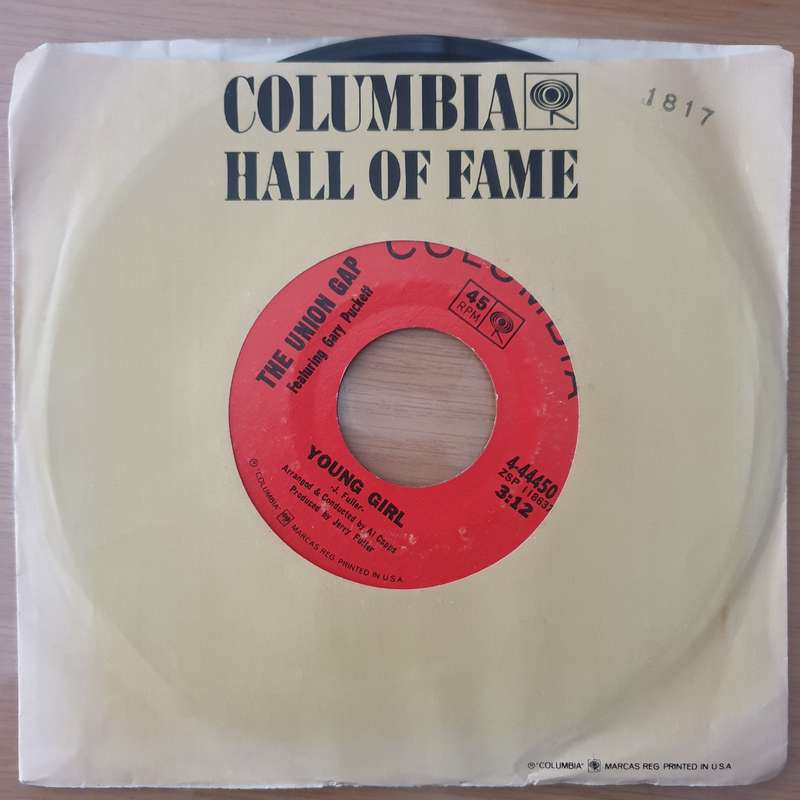 COLUMBIA
HALL OF FAME
1817
COLUMBIA
THE UNION GAP
Featuring Gary Puckett
45
RPM
YOUNG GIRL
-J. Fuller-
Arranged & Conducted by Al Capps
Produced by Jerry Fuller
4-44450
ZSP 118637
3:12
® "COLUMBIA" MARCAS REG. PRINTED IN U.S.A.
® "COLUMBIA" MARCAS REG. PRINTED IN U.S.A.